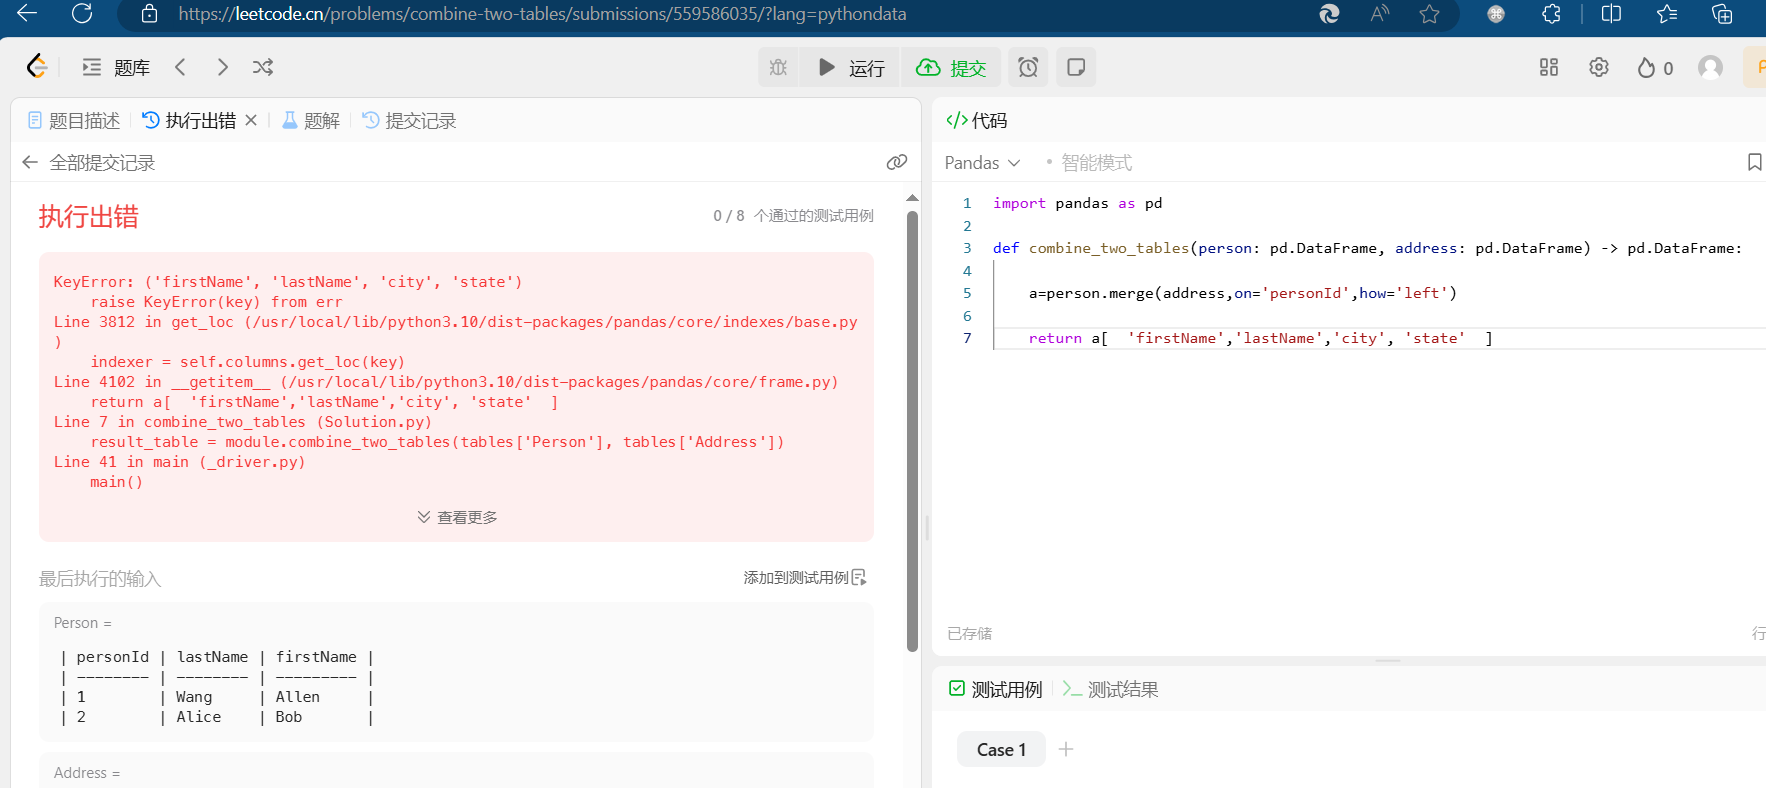 https://leetcode.cn/problems/combine-two-tables/submissions/559586035/?lang=pythondata
题库
运行
提交
0
题目描述
执行出错
题解
提交记录
全部提交记录
执行出错
0 / 8 个通过的测试用例
KeyError: ('firstName', 'lastName', 'city', 'state')
raise KeyError(key) from err
Line 3812 in get_loc (/usr/local/lib/python3.10/dist-packages/pandas/core/indexes/base.py
)
indexer = self.columns.get_loc(key)
Line 4102 in __getitem__ (/usr/local/lib/python3.10/dist-packages/pandas/core/frame.py)
return a[  'firstName','lastName','city', 'state'  ]
Line 7 in combine_two_tables (Solution.py)
result_table = module.combine_two_tables(tables['Person'], tables['Address'])
Line 41 in main (_driver.py)
main()
查看更多
最后执行的输入
添加到测试用例
Person =
| personId | lastName | firstName |
| -------- | -------- | --------- |
| 1 | Wang | Allen |
| 2 | Alice | Bob |
Address =
</> 代码
Pandas
• 智能模式
1 import pandas as pd
2
3 def combine_two_tables(person: pd.DataFrame, address: pd.DataFrame) -> pd.DataFrame:
4
5 a=person.merge(address,on='personId',how='left')
6
7 return a[  'firstName','lastName','city', 'state'  ]
已存储
行
测试用例
>_ 测试结果
Case 1
+